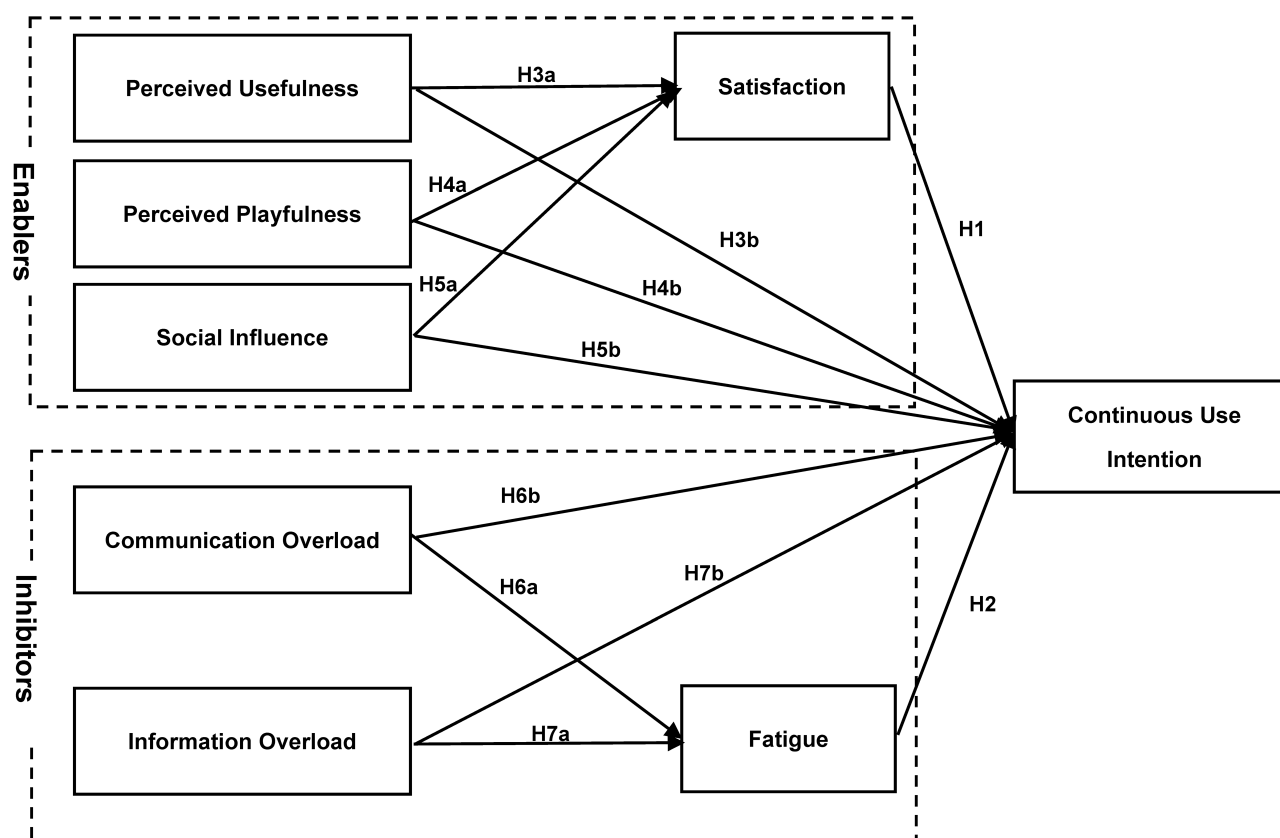 Enablers
Perceived Usefulness
H3a
Satisfaction
H4a
Perceived Playfulness
H3b
H1
H5a
H4b
Social Influence
H5b
Continuous Use
Intention
H6b
Communication Overload
H6a
H7b
H2
Inhibitors
Information Overload
H7a
Fatigue